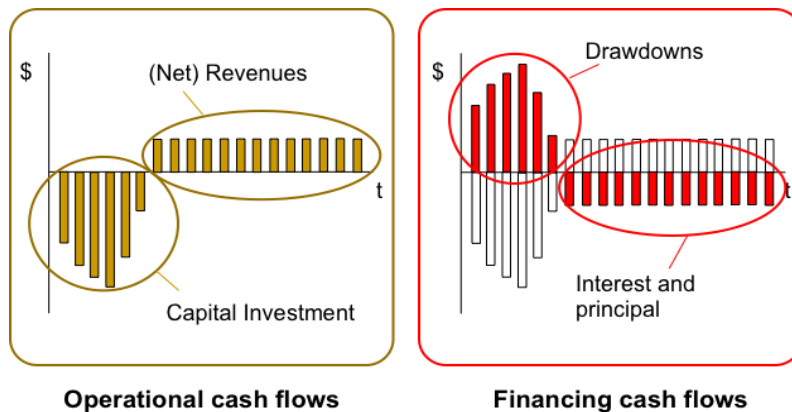 $
(Net) Revenues
t
Capital Investment
Operational cash flows
$
Drawdowns
t
Interest and
principal
Financing cash flows